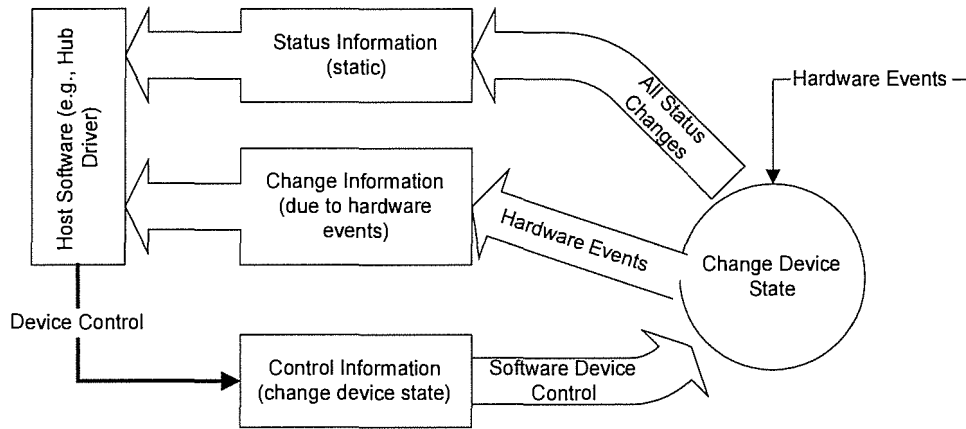 Host Software (e.g., Hub
Driver)
Status Information
(static)
All Status
Changes
Hardware Events
Change Information
(due to hardware
events)
Hardware Events
Change Device
State
Device Control
Control Information
(change device state)
Software Device
Control